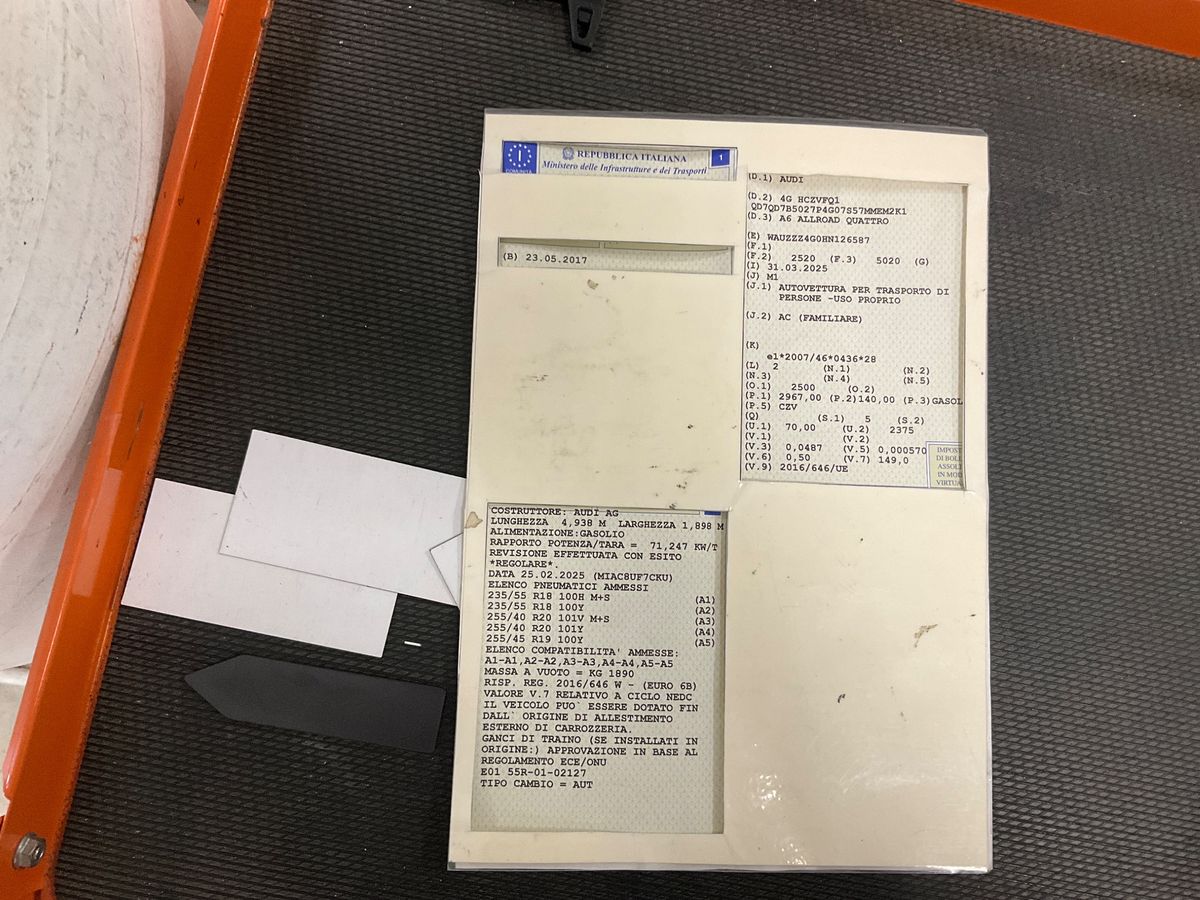 COMUNITÀ
REPUBBLICA ITALIANA
Ministero delle Infrastrutture e dei Trasporti
1
(B) 23.05.2017
(D.1) AUDI
(D.2) 4G HCZVFQ1
QD7QD7B5027P4G07S57MMEM2K1
(D.3) A6 ALLROAD QUATTRO
(E) WAUZZZ4G0HN126587
(F.1)
(F.2) 2520 (F.3) 5020 (G)
(I) 31.03.2025
(J) M1
(J.1) AUTOVETTURA PER TRASPORTO DI
PERSONE -USO PROPRIO
(J.2) AC (FAMILIARE)
(K)
e1*2007/46*0436*28
(L) 2 (N.1) (N.2)
(N.3) (N.4) (N.5)
(O.1) 2500 (O.2)
(P.1) 2967,00 (P.2)140,00 (P.3)GASOL
(P.5) CZV
(Q) (S.1) 5 (S.2)
(U.1) 70,00 (U.2) 2375
(V.1) (V.2)
(V.3) 0,0487 (V.5) 0,000570
(V.6) 0,50 (V.7) 149,0
(V.9) 2016/646/UE
IMPOST
DI BOLL
ASSOLT
IN MOD
VIRTUA
COSTRUTTORE: AUDI AG
LUNGHEZZA 4,938 M LARGHEZZA 1,898 M
ALIMENTAZIONE:GASOLIO
RAPPORTO POTENZA/TARA = 71,247 KW/T
REVISIONE EFFETTUATA CON ESITO
*REGOLARE*.
DATA 25.02.2025 (MIAC8UF7CKU)
ELENCO PNEUMATICI AMMESSI
235/55 R18 100H M+S (A1)
235/55 R18 100Y (A2)
255/40 R20 101V M+S (A3)
255/40 R20 101Y (A4)
255/45 R19 100Y (A5)
ELENCO COMPATIBILITA' AMMESSE:
A1-A1,A2-A2,A3-A3,A4-A4,A5-A5
MASSA A VUOTO = KG 1890
RISP. REG. 2016/646 W - (EURO 6B)
VALORE V.7 RELATIVO A CICLO NEDC
IL VEICOLO PUO` ESSERE DOTATO FIN
DALL` ORIGINE DI ALLESTIMENTO
ESTERNO DI CARROZZERIA.
GANCI DI TRAINO (SE INSTALLATI IN
ORIGINE:) APPROVAZIONE IN BASE AL
REGOLAMENTO ECE/ONU
E01 55R-01-02127
TIPO CAMBIO = AUT